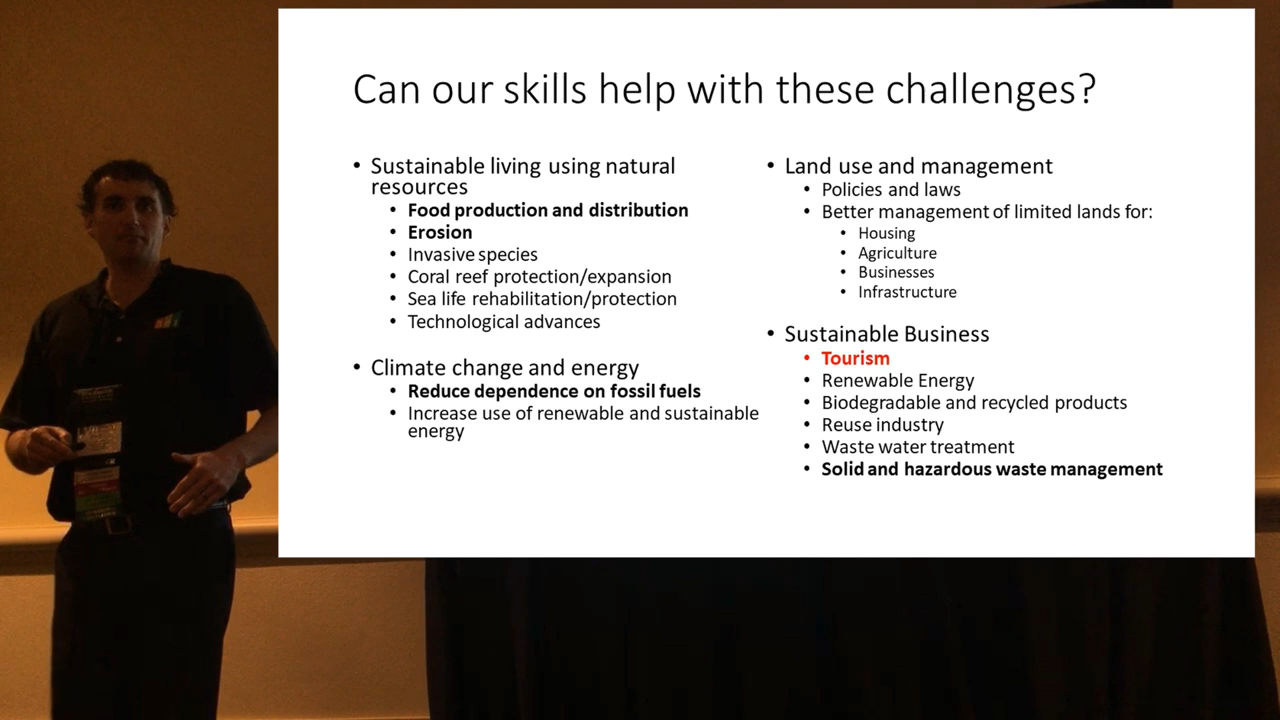 Can our skills help with these challenges?
• Sustainable living using natural
resources
• Food production and distribution
• Erosion
• Invasive species
• Coral reef protection/expansion
• Sea life rehabilitation/protection
• Technological advances
• Climate change and energy
• Reduce dependence on fossil fuels
• Increase use of renewable and sustainable
energy
• Land use and management
• Policies and laws
• Better management of limited lands for:
• Housing
• Agriculture
• Businesses
• Infrastructure
• Sustainable Business
• Tourism
• Renewable Energy
• Biodegradable and recycled products
• Reuse industry
• Waste water treatment
• Solid and hazardous waste management